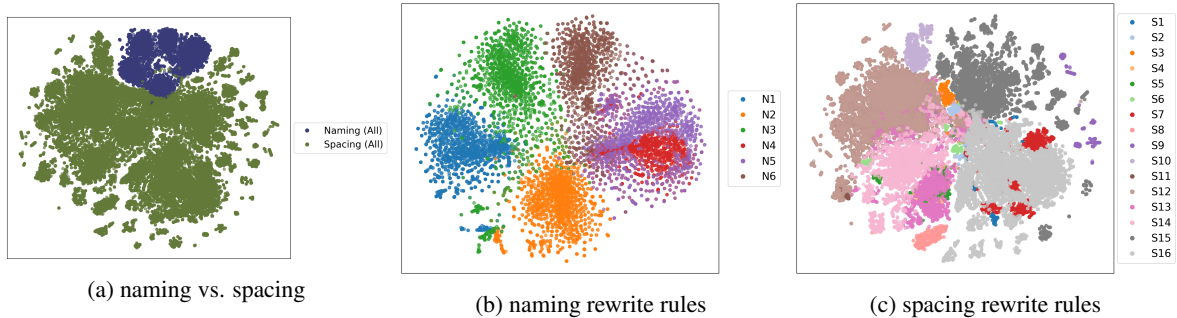 Naming (All)
Spacing (All)
(a) naming vs. spacing
N1
N2
N3
N4
N5
N6
(b) naming rewrite rules
S1
S2
S3
S4
S5
S6
S7
S8
S9
S10
S11
S12
S13
S14
S15
S16
(c) spacing rewrite rules